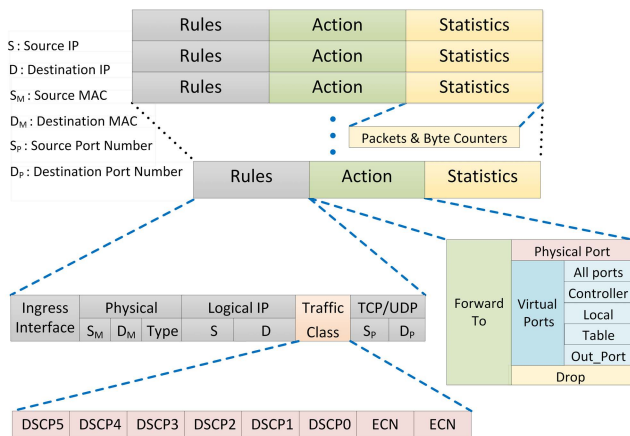 Rules Action Statistics
Rules Action Statistics
Rules Action Statistics
S : Source IP
D : Destination IP
SM : Source MAC
DM : Destination MAC
SP : Source Port Number
DP : Destination Port Number
Packets & Byte Counters
Rules Action Statistics
Ingress Interface
Physical
SM DM Type
Logical IP
S D
Traffic Class
TCP/UDP
SP DP
Forward To
Physical Port
Virtual Ports
All ports
Controller
Local
Table
Out_Port
Drop
DSCP5 DSCP4 DSCP3 DSCP2 DSCP1 DSCP0 ECN ECN